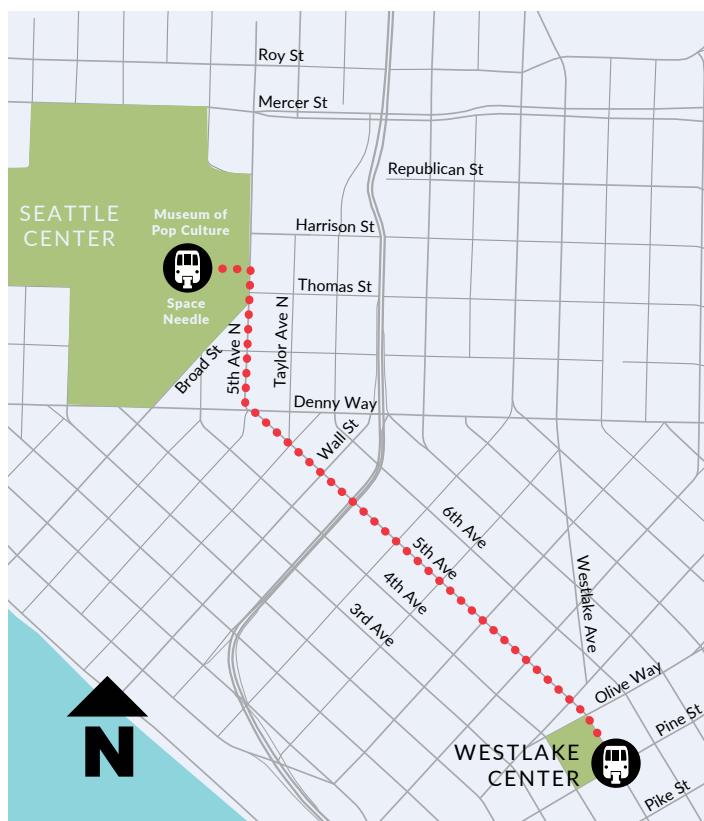 Roy St
Mercer St
Republican St
SEATTLE
CENTER
Museum of
Pop Culture
Harrison St
Space
Needle
Thomas St
Broad St
5th Ave N
Taylor Ave N
Denny Way
Wall St
6th Ave
5th Ave
4th Ave
3rd Ave
Westlake Ave
Olive Way
Pine St
Pike St
WESTLAKE
CENTER
N